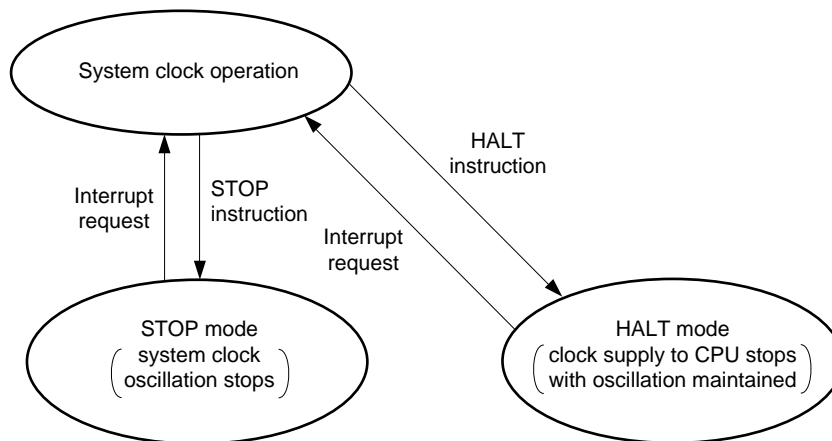 System clock operation
HALT
instruction
Interrupt
request
STOP
instruction
Interrupt
request
STOP mode
system clock
oscillation stops
HALT mode
clock supply to CPU stops
with oscillation maintained